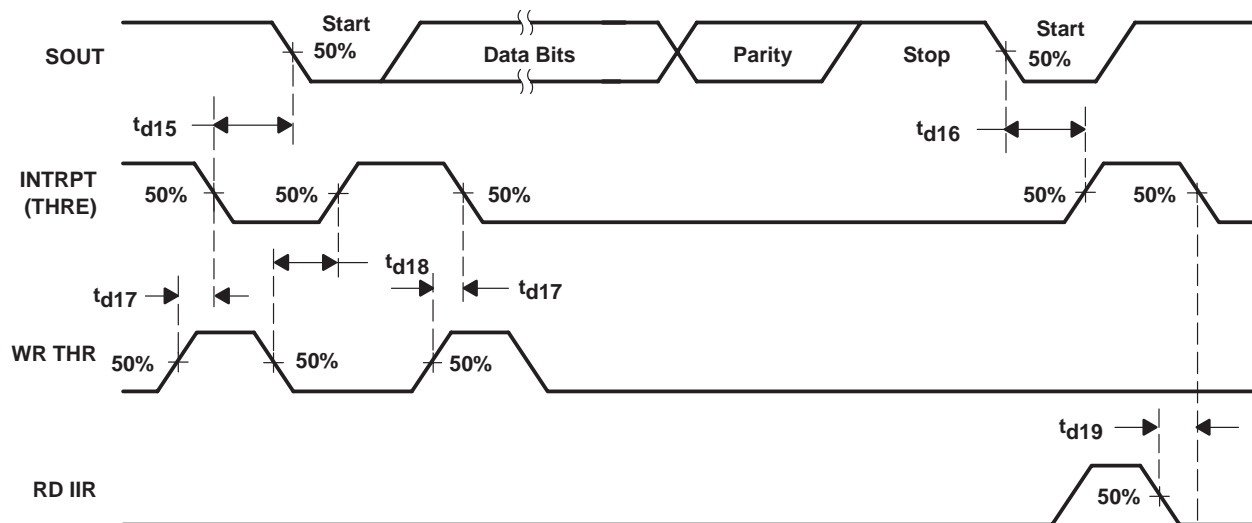 Start
Start
SOUT
50%
Data Bits
Parity
Stop
50%
td15
td16
INTRPT
(THRE)
50%
50%
50%
50%
50%
td18
td17
td17
WR THR
50%
50%
50%
td19
RD IIR
50%